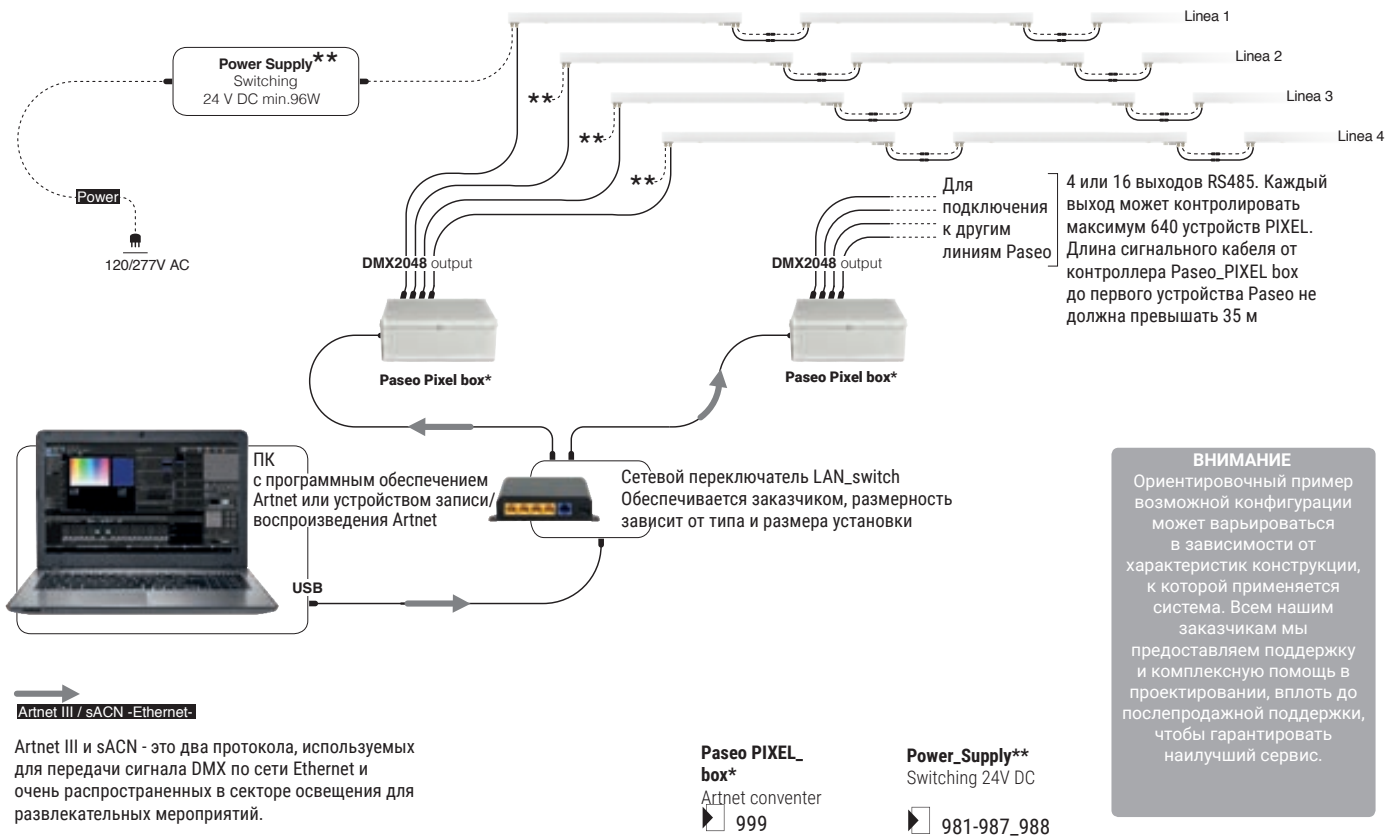 Linea 1
Linea 2
Linea 3
Linea 4
Power Supply**
Switching
24 V DC min.96W
**
**
**
Power
120/277V AC
DMX2048 output
DMX2048 output
Для
подключения
к другим
линиям Paseo
4 или 16 выходов RS485. Каждый
выход может контролировать
максимум 640 устройств PIXEL.
Длина сигнального кабеля от
контроллера Paseo_PIXEL box
до первого устройства Paseo не
должна превышать 35 м
Paseo Pixel box*
Paseo Pixel box*
ПК
с программным обеспечением
Artnet или устройством записи/
воспроизведения Artnet
USB
Сетевой переключатель LAN_switch
Обеспечивается заказчиком, размерность
зависит от типа и размера установки
ВНИМАНИЕ
Ориентировочный пример
возможной конфигурации
может варьироваться
в зависимости от
характеристик конструкции,
к которой применяется
система. Всем нашим
заказчикам мы
предоставляем поддержку
и комплексную помощь в
проектировании, вплоть до
послепродажной поддержки,
чтобы гарантировать
наилучший сервис.
Artnet III / sACN -Ethernet-
Artnet III и sACN - это два протокола, используемых
для передачи сигнала DMX по сети Ethernet и
очень распространенных в секторе освещения для
развлекательных мероприятий.
Paseo PIXEL_
box*
Artnet conventer
999
Power_Supply**
Switching 24V DC
981-987_988